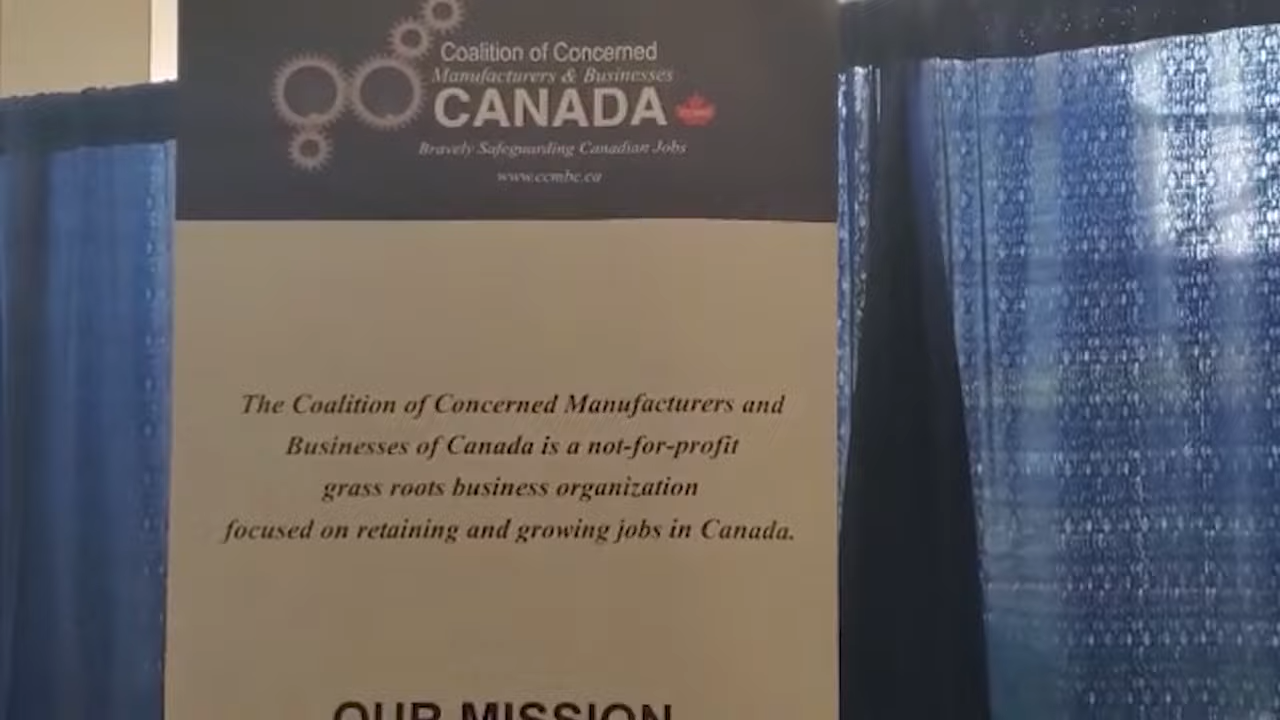 Coalition of Concerned
Manufacturers & Businesses
CANADA
Bravely Safeguarding Canadian Jobs
www.ccmbc.ca
The Coalition of Concerned Manufacturers and
Businesses of Canada is a not-for-profit
grass roots business organization
focused on retaining and growing jobs in Canada.
OUR MISSION